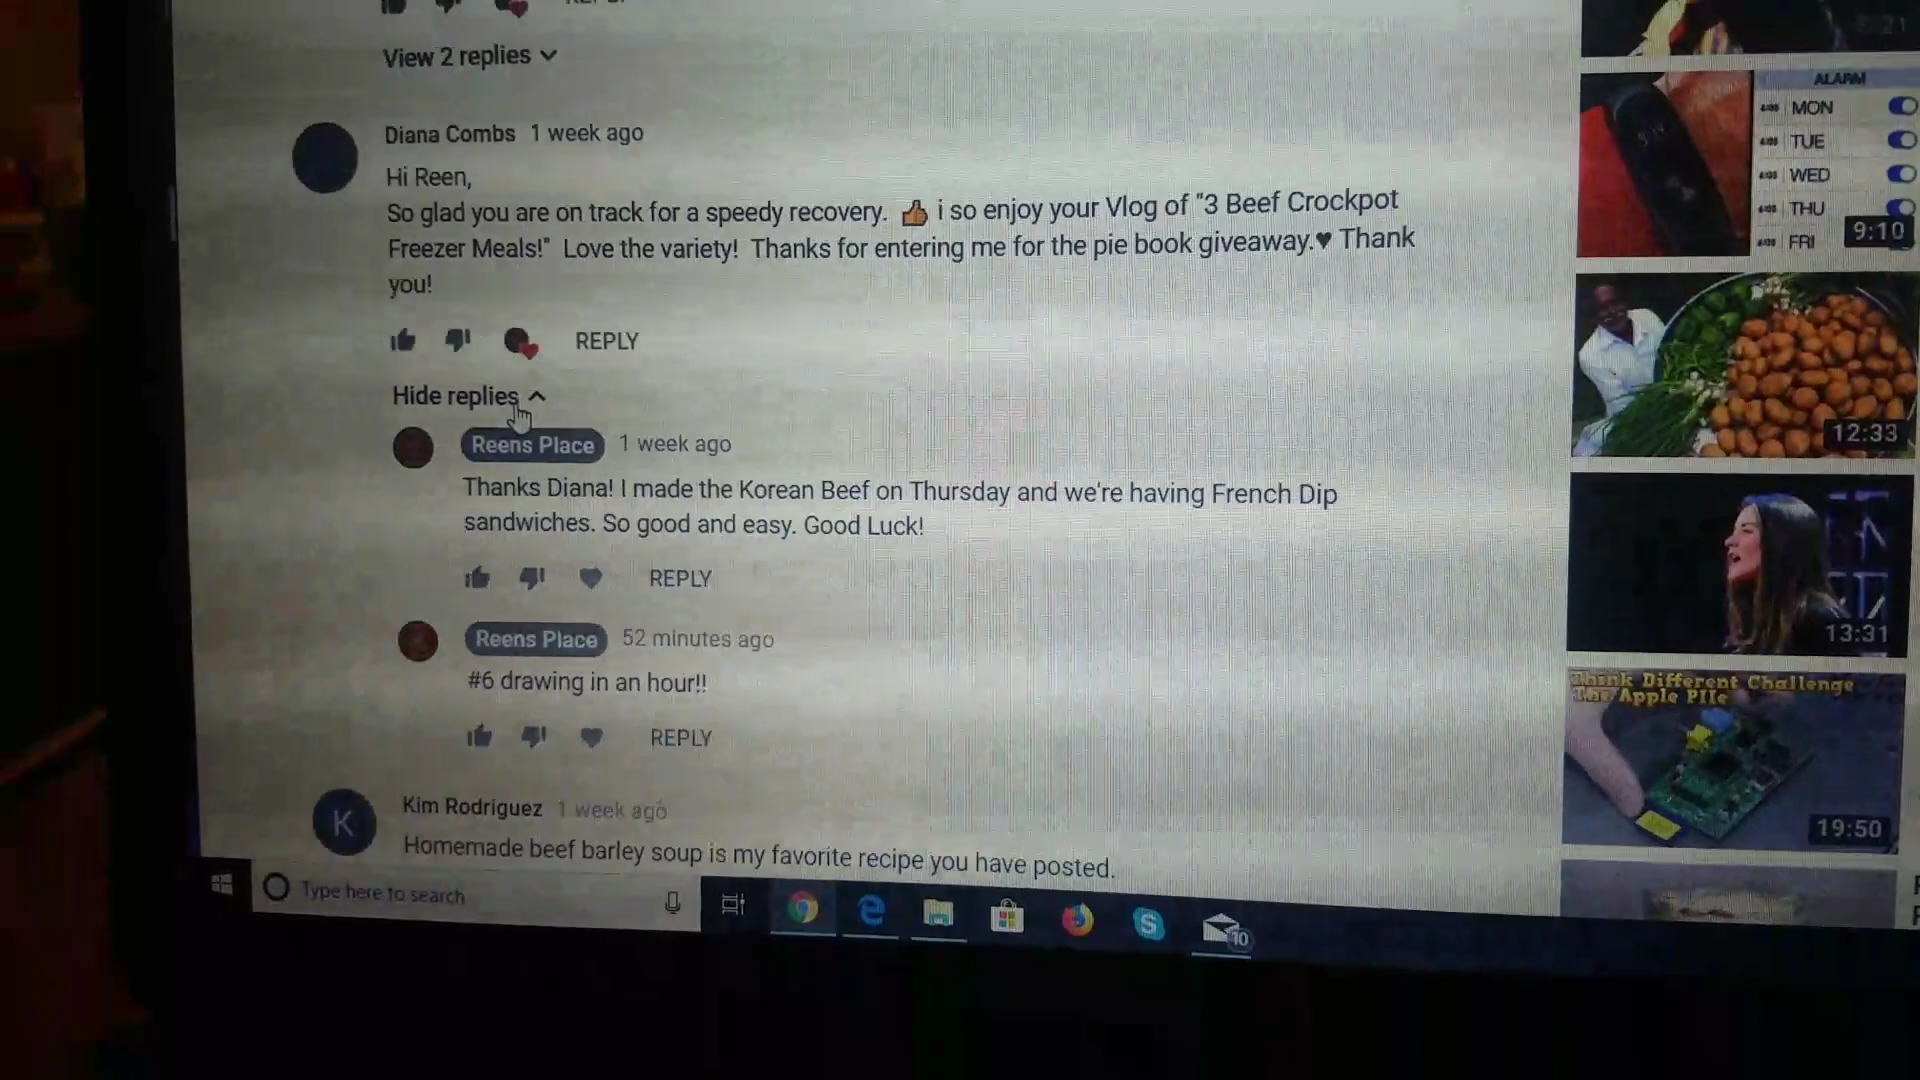 View 2 replies
Diana Combs 1 week ago
Hi Reen,
So glad you are on track for a speedy recovery. 👍 i so enjoy your Vlog of "3 Beef Crockpot
Freezer Meals!" Love the variety! Thanks for entering me for the pie book giveaway.♥ Thank
you!
REPLY
Hide replies
Reens Place 1 week ago
Thanks Diana! I made the Korean Beef on Thursday and we're having French Dip
sandwiches. So good and easy. Good Luck!
REPLY
Reens Place 52 minutes ago
#6 drawing in an hour!!
REPLY
K
Kim Rodriguez 1 week ago
Homemade beef barley soup is my favorite recipe you have posted.
Type here to search
10
ALARM
MON
TUE
WED
THU
FRI
9:10
12:33
13:31
Think Different Challenge
The Apple PIIe
19:50